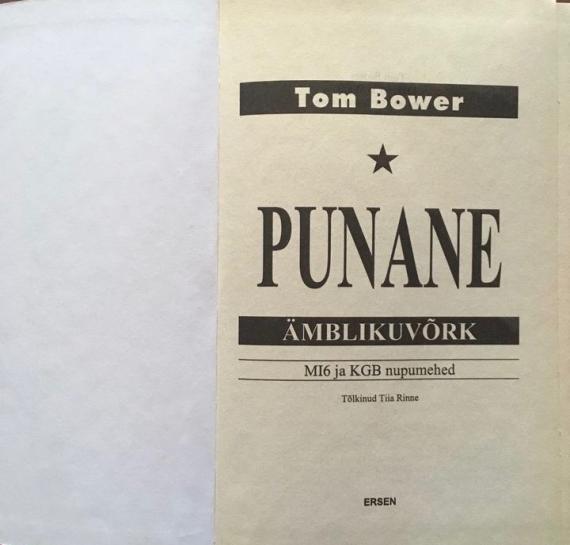 Tom Bower
PUNANE
ÄMBLIKUVÕRK
MI6 ja KGB nupumehed
Tõlkinud Tiia Rinne
ERSEN